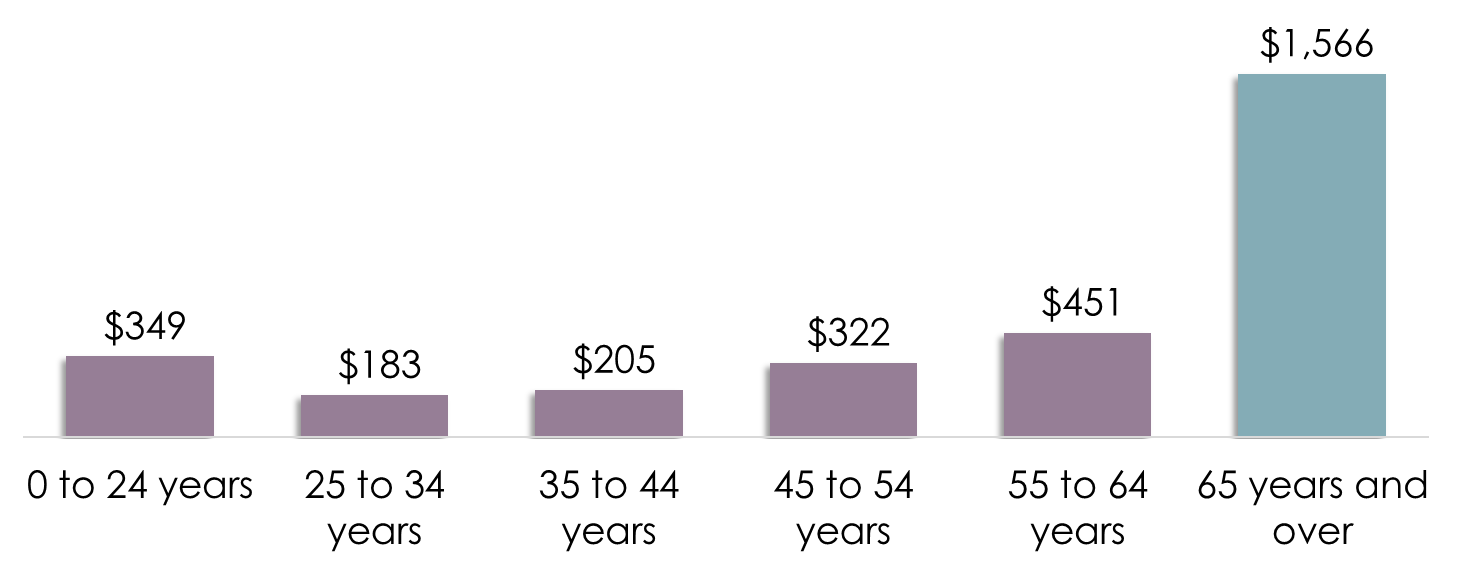 $1,566
$451
$349
$322
$205
$183
0 to 24 years
25 to 34
years
35 to 44
years
45 to 54
years
55 to 64
years
65 years and
over